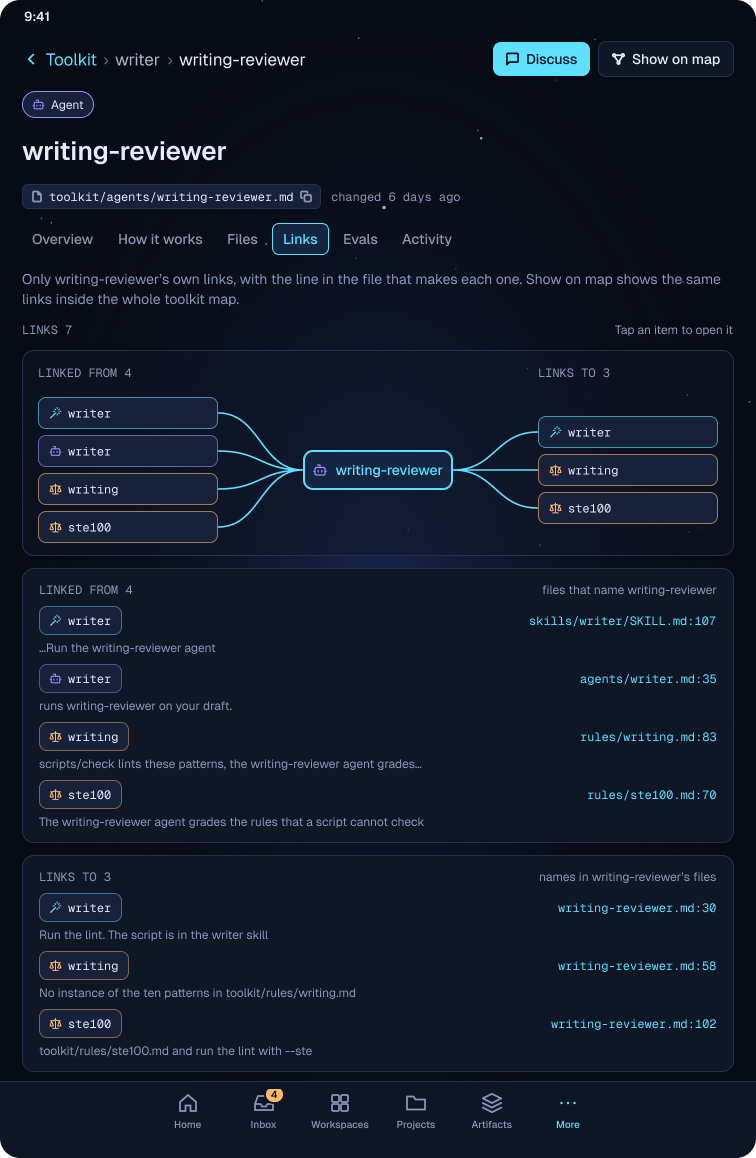 9:41
Toolkit › writer › writing-reviewer
Discuss
Show on map
Agent
writing-reviewer
toolkit/agents/writing-reviewer.md
changed 6 days ago
Overview
How it works
Files
Links
Evals
Activity
Only writing-reviewer's own links, with the line in the file that makes each one. Show on map shows the same
links inside the whole toolkit map.
LINKS 7
Tap an item to open it
LINKED FROM 4
LINKS TO 3
writer
writer
writing
ste100
writing-reviewer
writer
writing
ste100
LINKED FROM 4
files that name writing-reviewer
writer
skills/writer/SKILL.md:107
…Run the writing-reviewer agent
writer
agents/writer.md:35
runs writing-reviewer on your draft.
writing
rules/writing.md:83
scripts/check lints these patterns, the writing-reviewer agent grades…
ste100
rules/ste100.md:70
The writing-reviewer agent grades the rules that a script cannot check
LINKS TO 3
names in writing-reviewer's files
writer
writing-reviewer.md:30
Run the lint. The script is in the writer skill
writing
writing-reviewer.md:58
No instance of the ten patterns in toolkit/rules/writing.md
ste100
writing-reviewer.md:102
toolkit/rules/ste100.md and run the lint with --ste
4
Home
Inbox
Workspaces
Projects
Artifacts
More